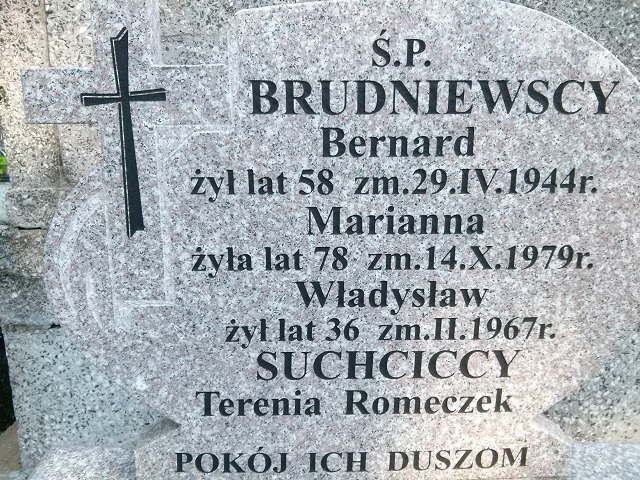 Ś.P.
BRUDNIEWSCY
Bernard
żył lat 58 zm.29.IV.1944r.
Marianna
żyła lat 78 zm.14.X.1979r.
Władysław
żył lat 36 zm.II.1967r.
SUCHCICCY
Terenia Romeczek
POKÓJ ICH DUSZOM